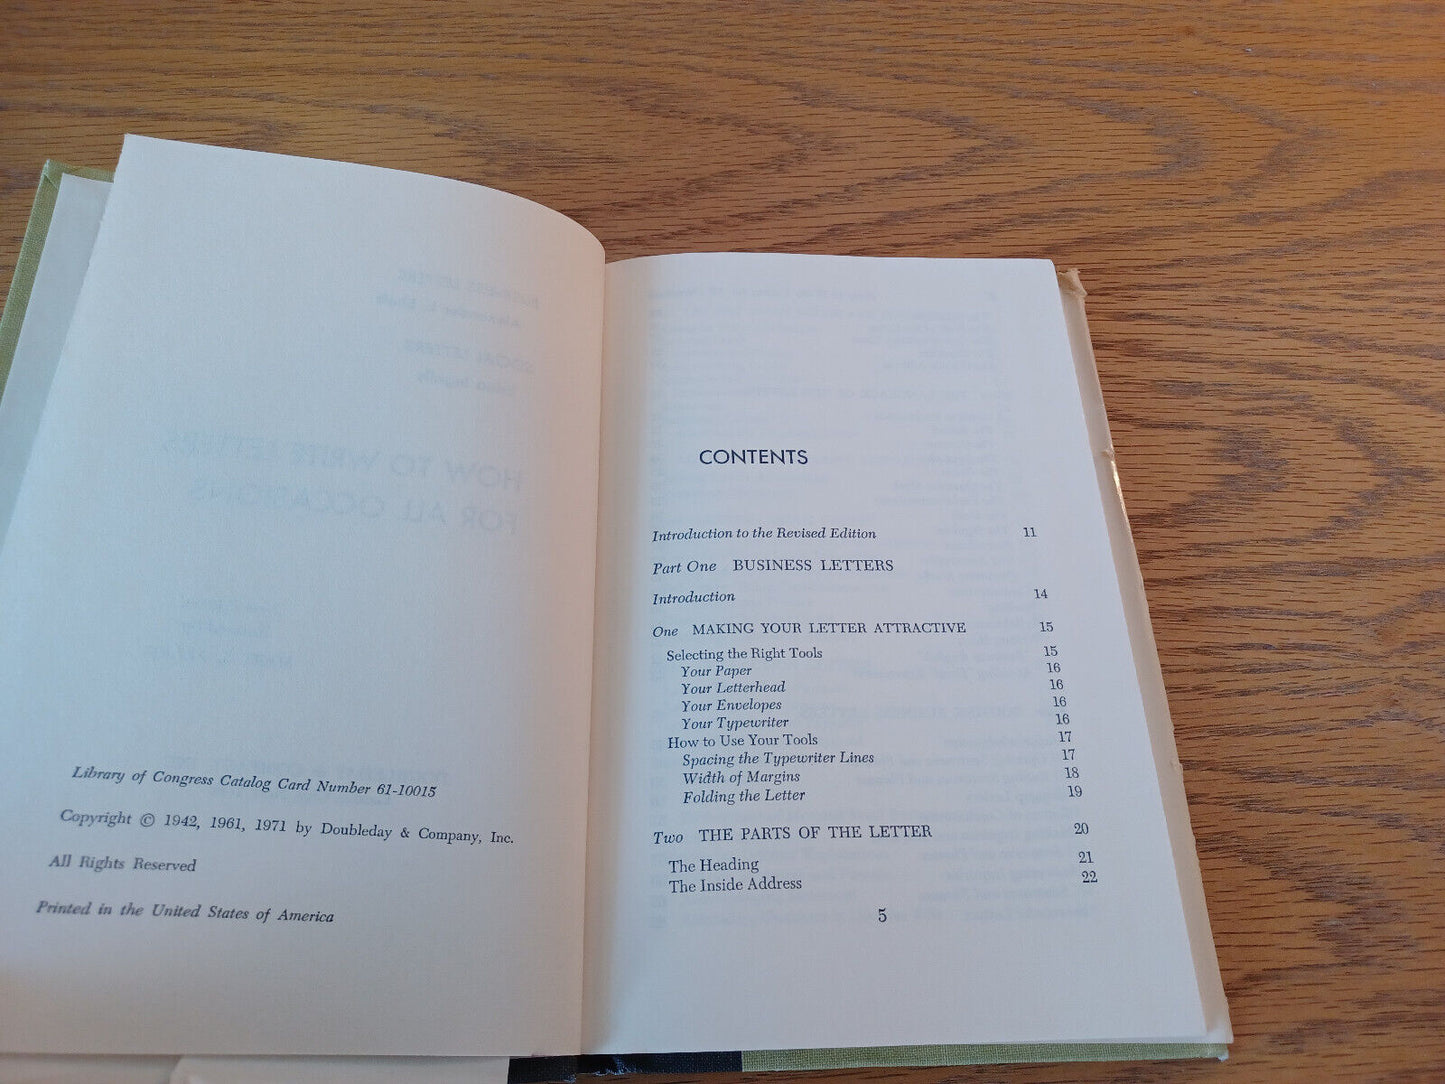 Library of Congress Catalog Card Number 61-10015
Copyright © 1942, 1961, 1971 by Doubleday & Company, Inc.
All Rights Reserved
Printed in the United States of America
CONTENTS
Introduction to the Revised Edition 11
Part One BUSINESS LETTERS
Introduction 14
One MAKING YOUR LETTER ATTRACTIVE 15
Selecting the Right Tools 15
Your Paper 16
Your Letterhead 16
Your Envelopes 16
Your Typewriter 16
How to Use Your Tools 17
Spacing the Typewriter Lines 17
Width of Margins 18
Folding the Letter 19
Two THE PARTS OF THE LETTER 20
The Heading 21
The Inside Address 22
5